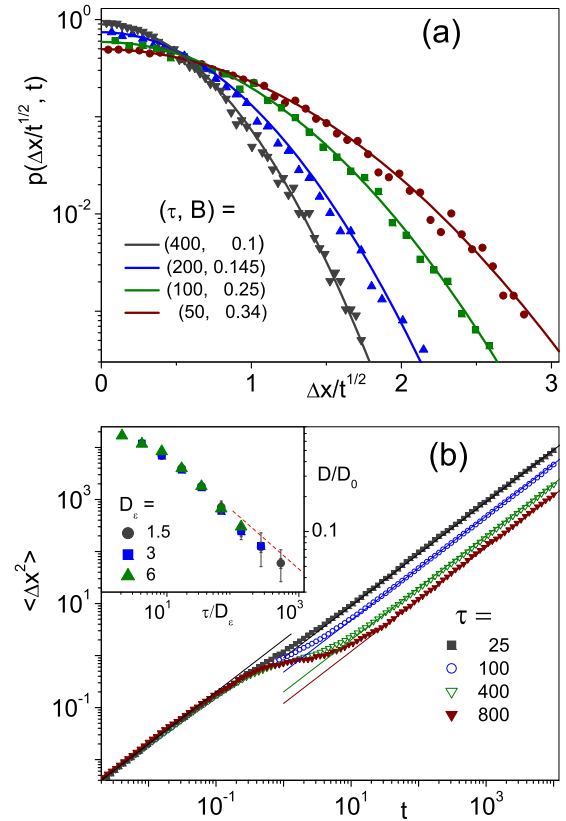 (a)
10^0
10^-2
p(Δx/t^1/2, t)
(τ, B) =
(400, 0.1)
(200, 0.145)
(100, 0.25)
(50, 0.34)
0 1 2 3
Δx/t^1/2
(b)
D/D_0
0.1
D_ε =
1.5
3
6
10^1 τ/D_ε 10^3
10^3
10^1
10^-1
<Δx^2>
τ =
25
100
400
800
10^-1 10^1 10^3
t